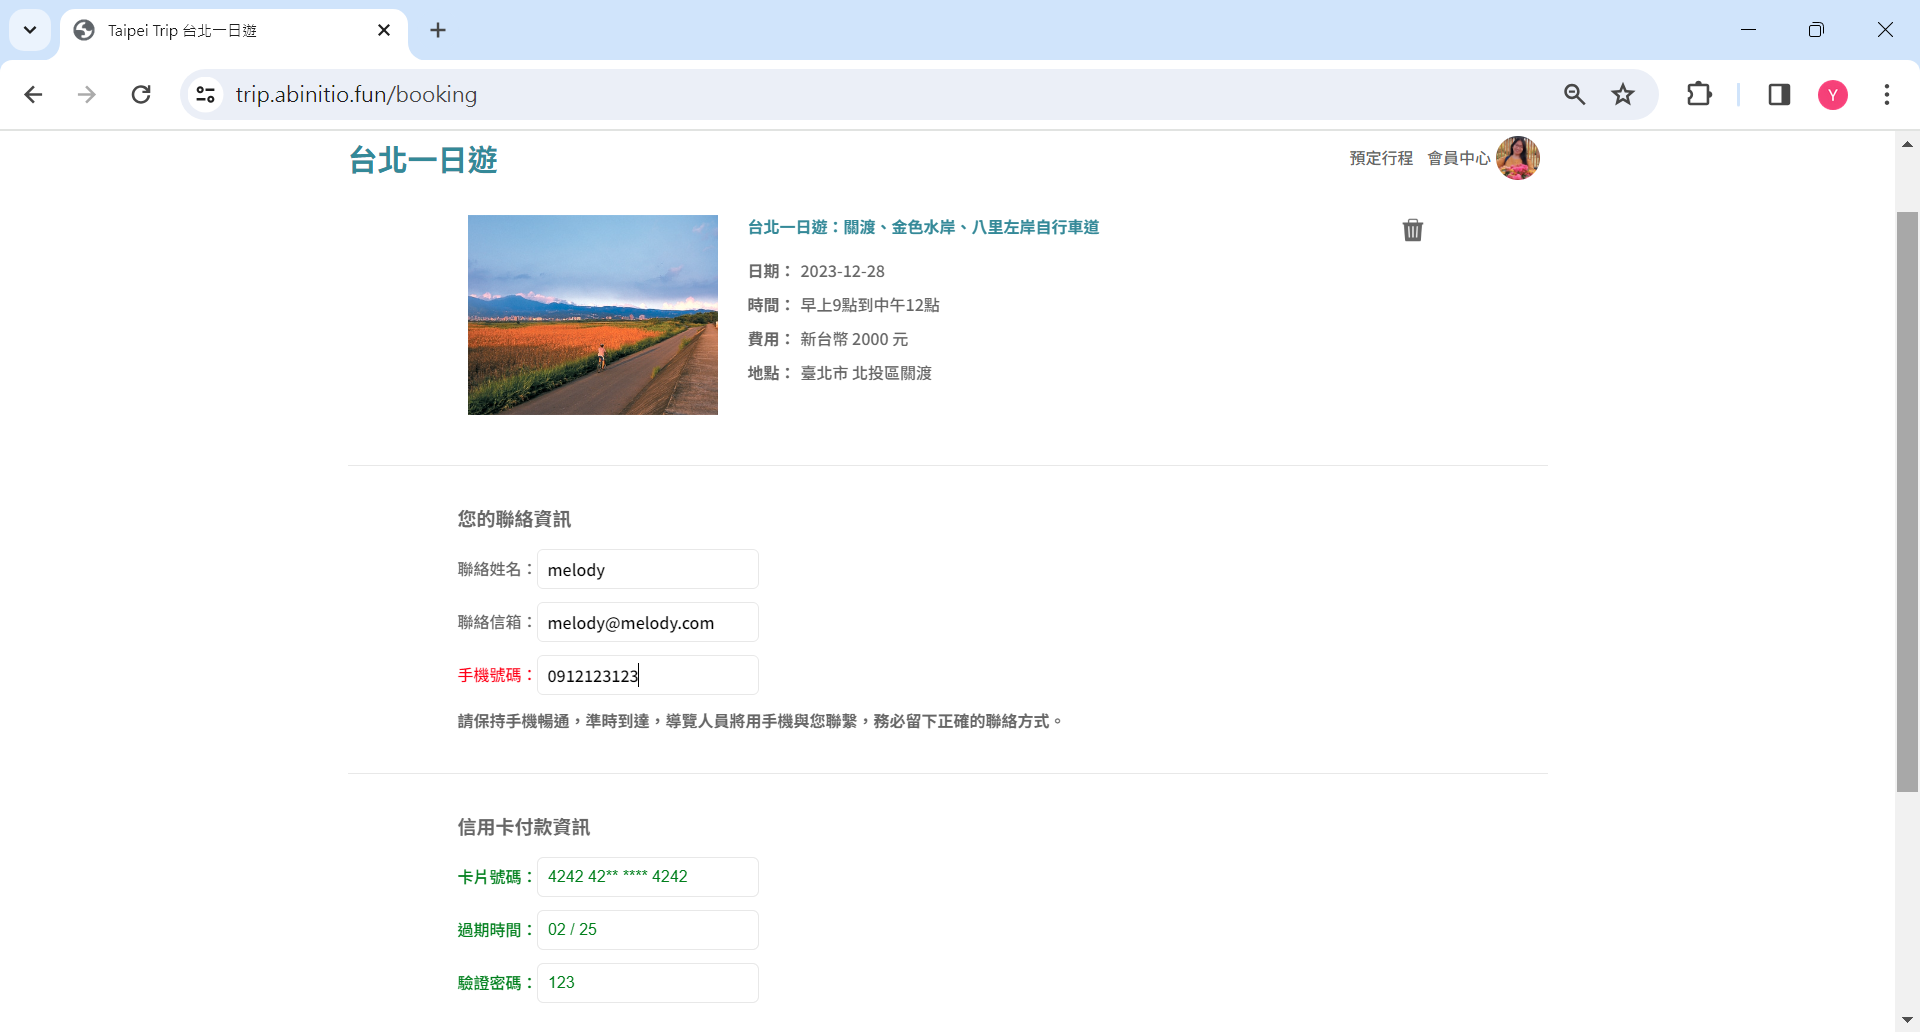 Taipei Trip 台北一日遊
trip.abinitio.fun/booking
Y
台北一日遊
預定行程 會員中心
台北一日遊：關渡、金色水岸、八里左岸自行車道
日期： 2023-12-28
時間： 早上9點到中午12點
費用： 新台幣 2000 元
地點： 臺北市 北投區關渡
您的聯絡資訊
聯絡姓名： melody
聯絡信箱： melody@melody.com
手機號碼： 0912123123
請保持手機暢通，準時到達，導覽人員將用手機與您聯繫，務必留下正確的聯絡方式。
信用卡付款資訊
卡片號碼： 4242 42** **** 4242
過期時間： 02 / 25
驗證密碼： 123